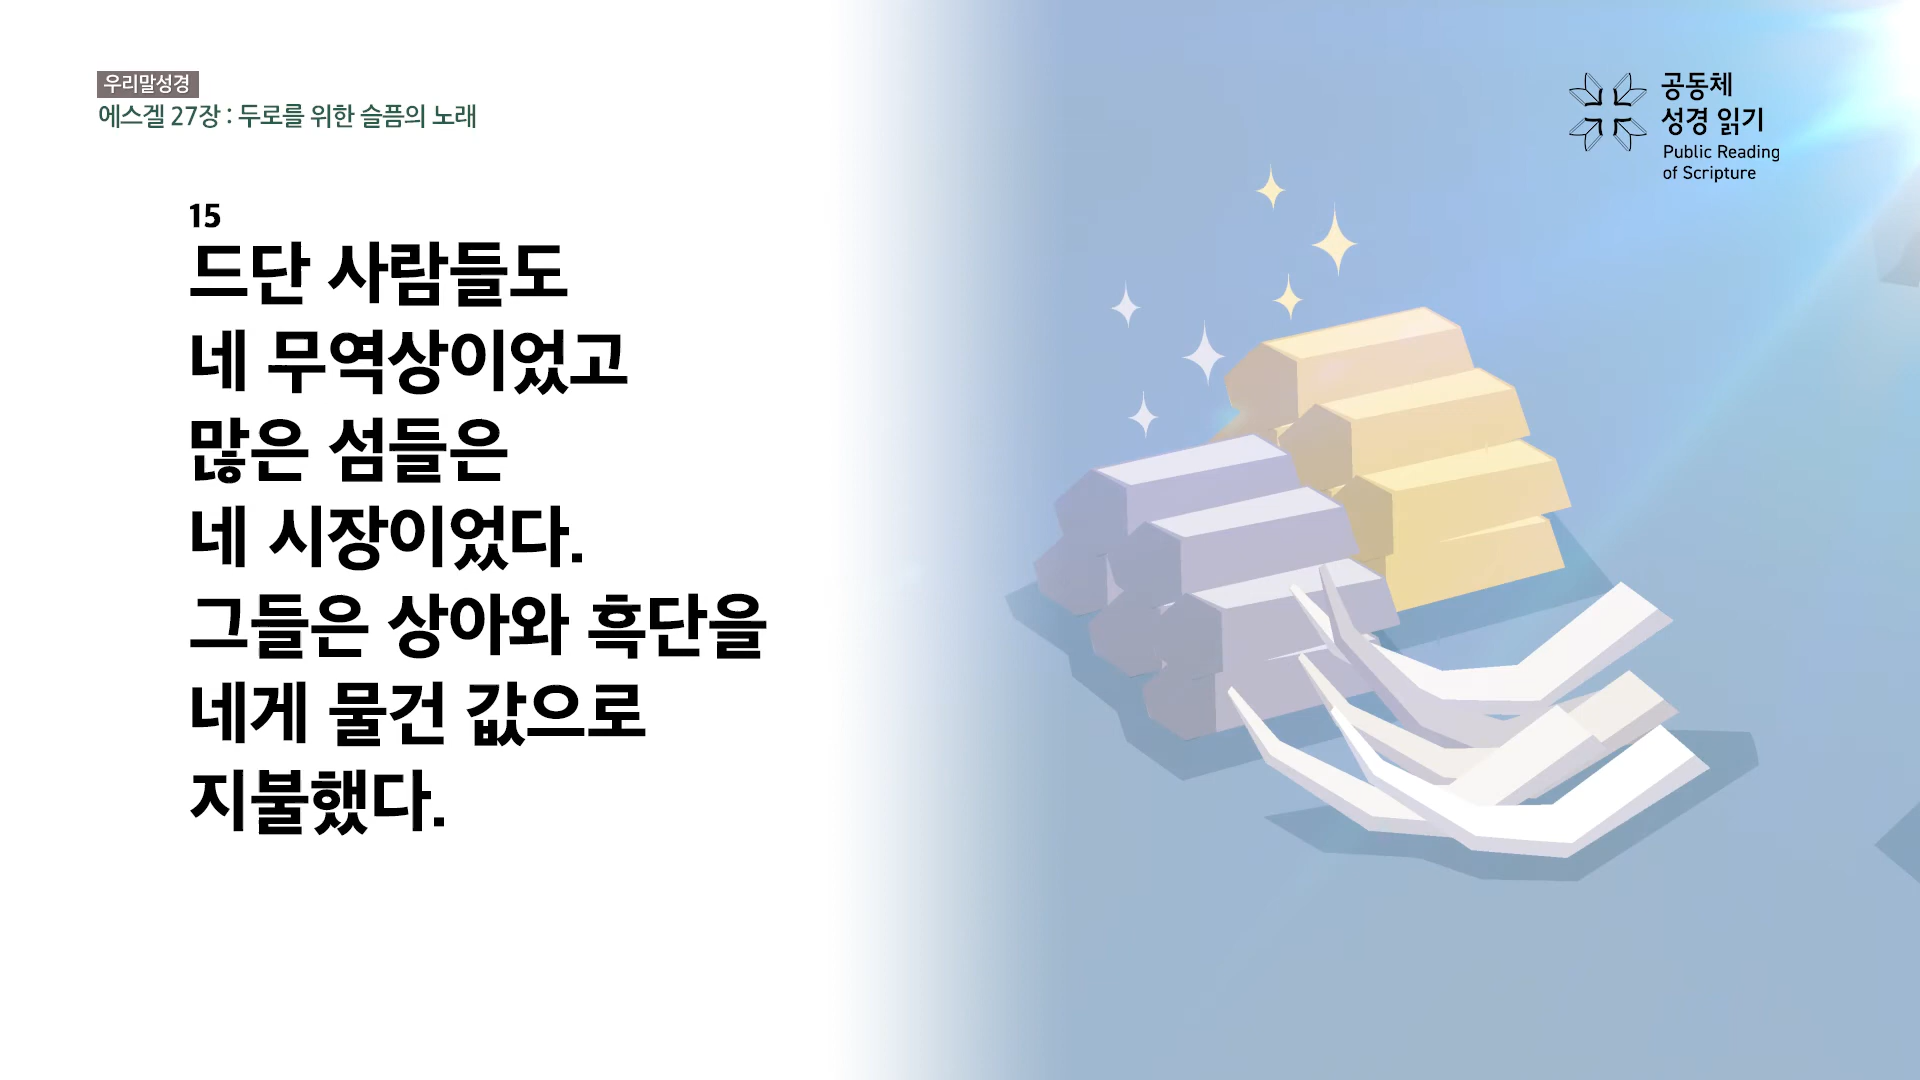 우리말성경
에스겔 27장 : 두로를 위한 슬픔의 노래
공동체
성경 읽기
Public Reading
of Scripture
15
드단 사람들도
네 무역상이었고
많은 섬들은
네 시장이었다.
그들은 상아와 흑단을
네게 물건 값으로
지불했다.